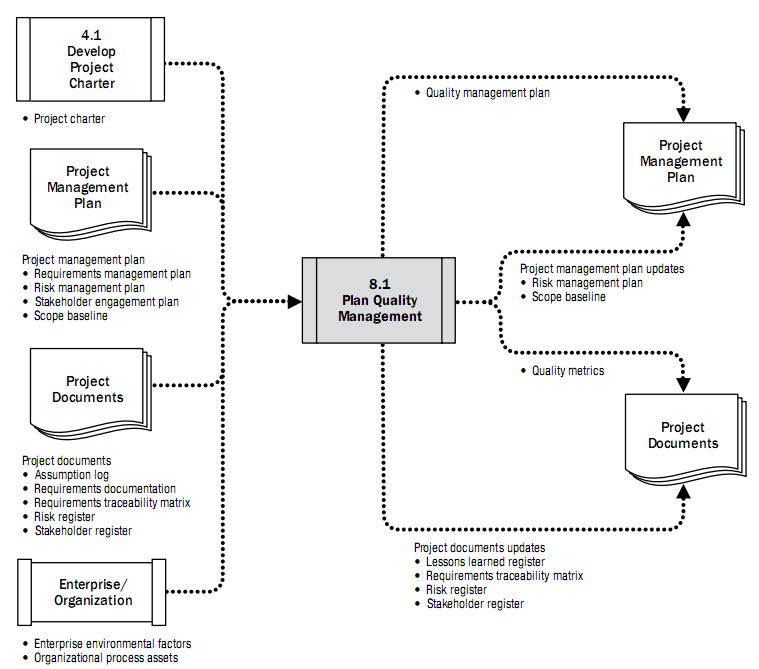 4.1
Develop
Project
Charter
• Project charter
Project
Management
Plan
Project management plan
• Requirements management plan
• Risk management plan
• Stakeholder engagement plan
• Scope baseline
Project
Documents
Project documents
• Assumption log
• Requirements documentation
• Requirements traceability matrix
• Risk register
• Stakeholder register
Enterprise/
Organization
• Enterprise environmental factors
• Organizational process assets
8.1
Plan Quality
Management
• Quality management plan
Project
Management
Plan
Project management plan updates
• Risk management plan
• Scope baseline
• Quality metrics
Project
Documents
Project documents updates
• Lessons learned register
• Requirements traceability matrix
• Risk register
• Stakeholder register